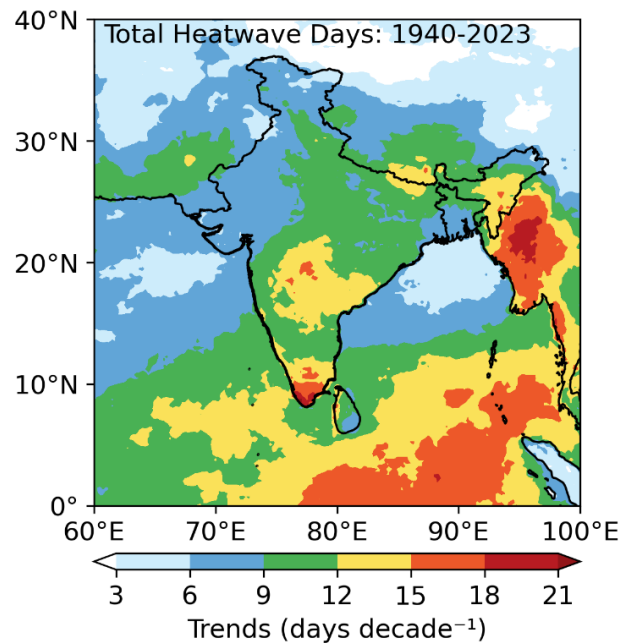 Total Heatwave Days: 1940-2023
40°N
30°N
20°N
10°N
0°
60°E 70°E 80°E 90°E 100°E
3 6 9 12 15 18 21
Trends (days decade⁻¹)